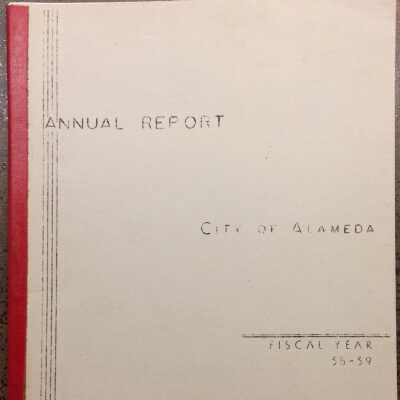 ANNUAL REPORT
CITY OF ALAMEDA
FISCAL YEAR
58-59